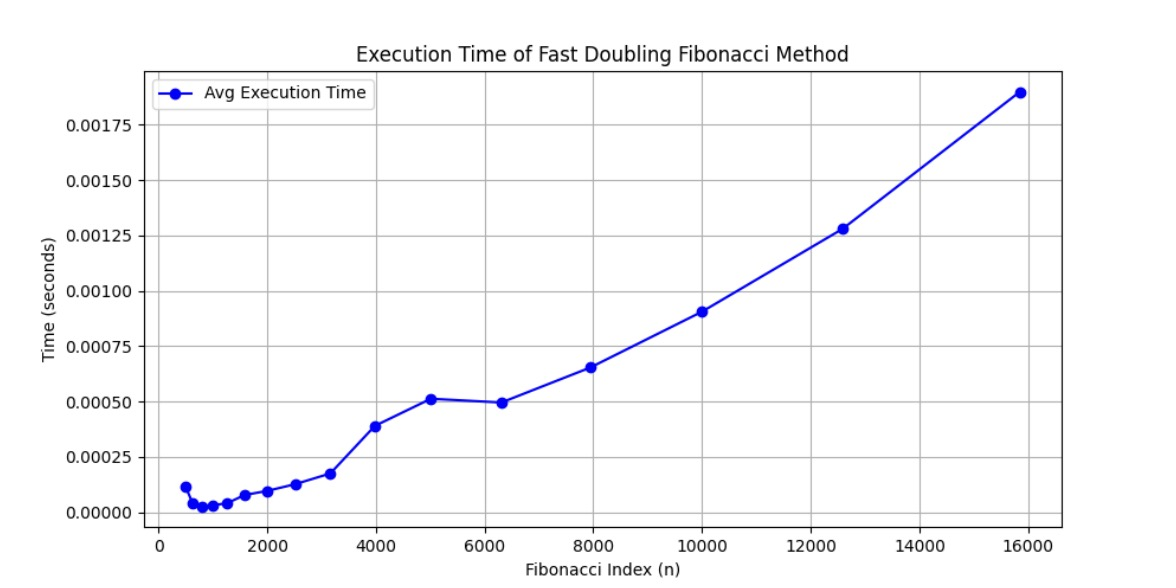 Execution Time of Fast Doubling Fibonacci Method
Avg Execution Time
Time (seconds)
0.00175
0.00150
0.00125
0.00100
0.00075
0.00050
0.00025
0.00000
0 2000 4000 6000 8000 10000 12000 14000 16000
Fibonacci Index (n)